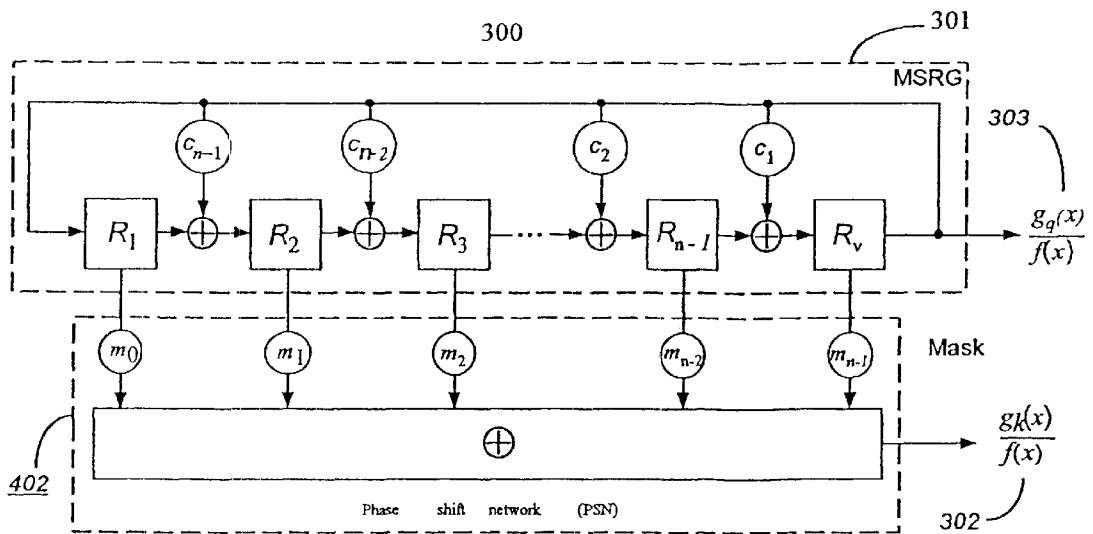 300
301
MSRG
303
c_{n-1}
c_{n-2}
c_2
c_1
R_1
R_2
R_3
...
R_{n-1}
R_v
g_q(x)
f(x)
m_0
m_1
m_2
m_{n-2}
m_{n-1}
Mask
gk(x)
f(x)
402
Phase shift network (PSN)
302